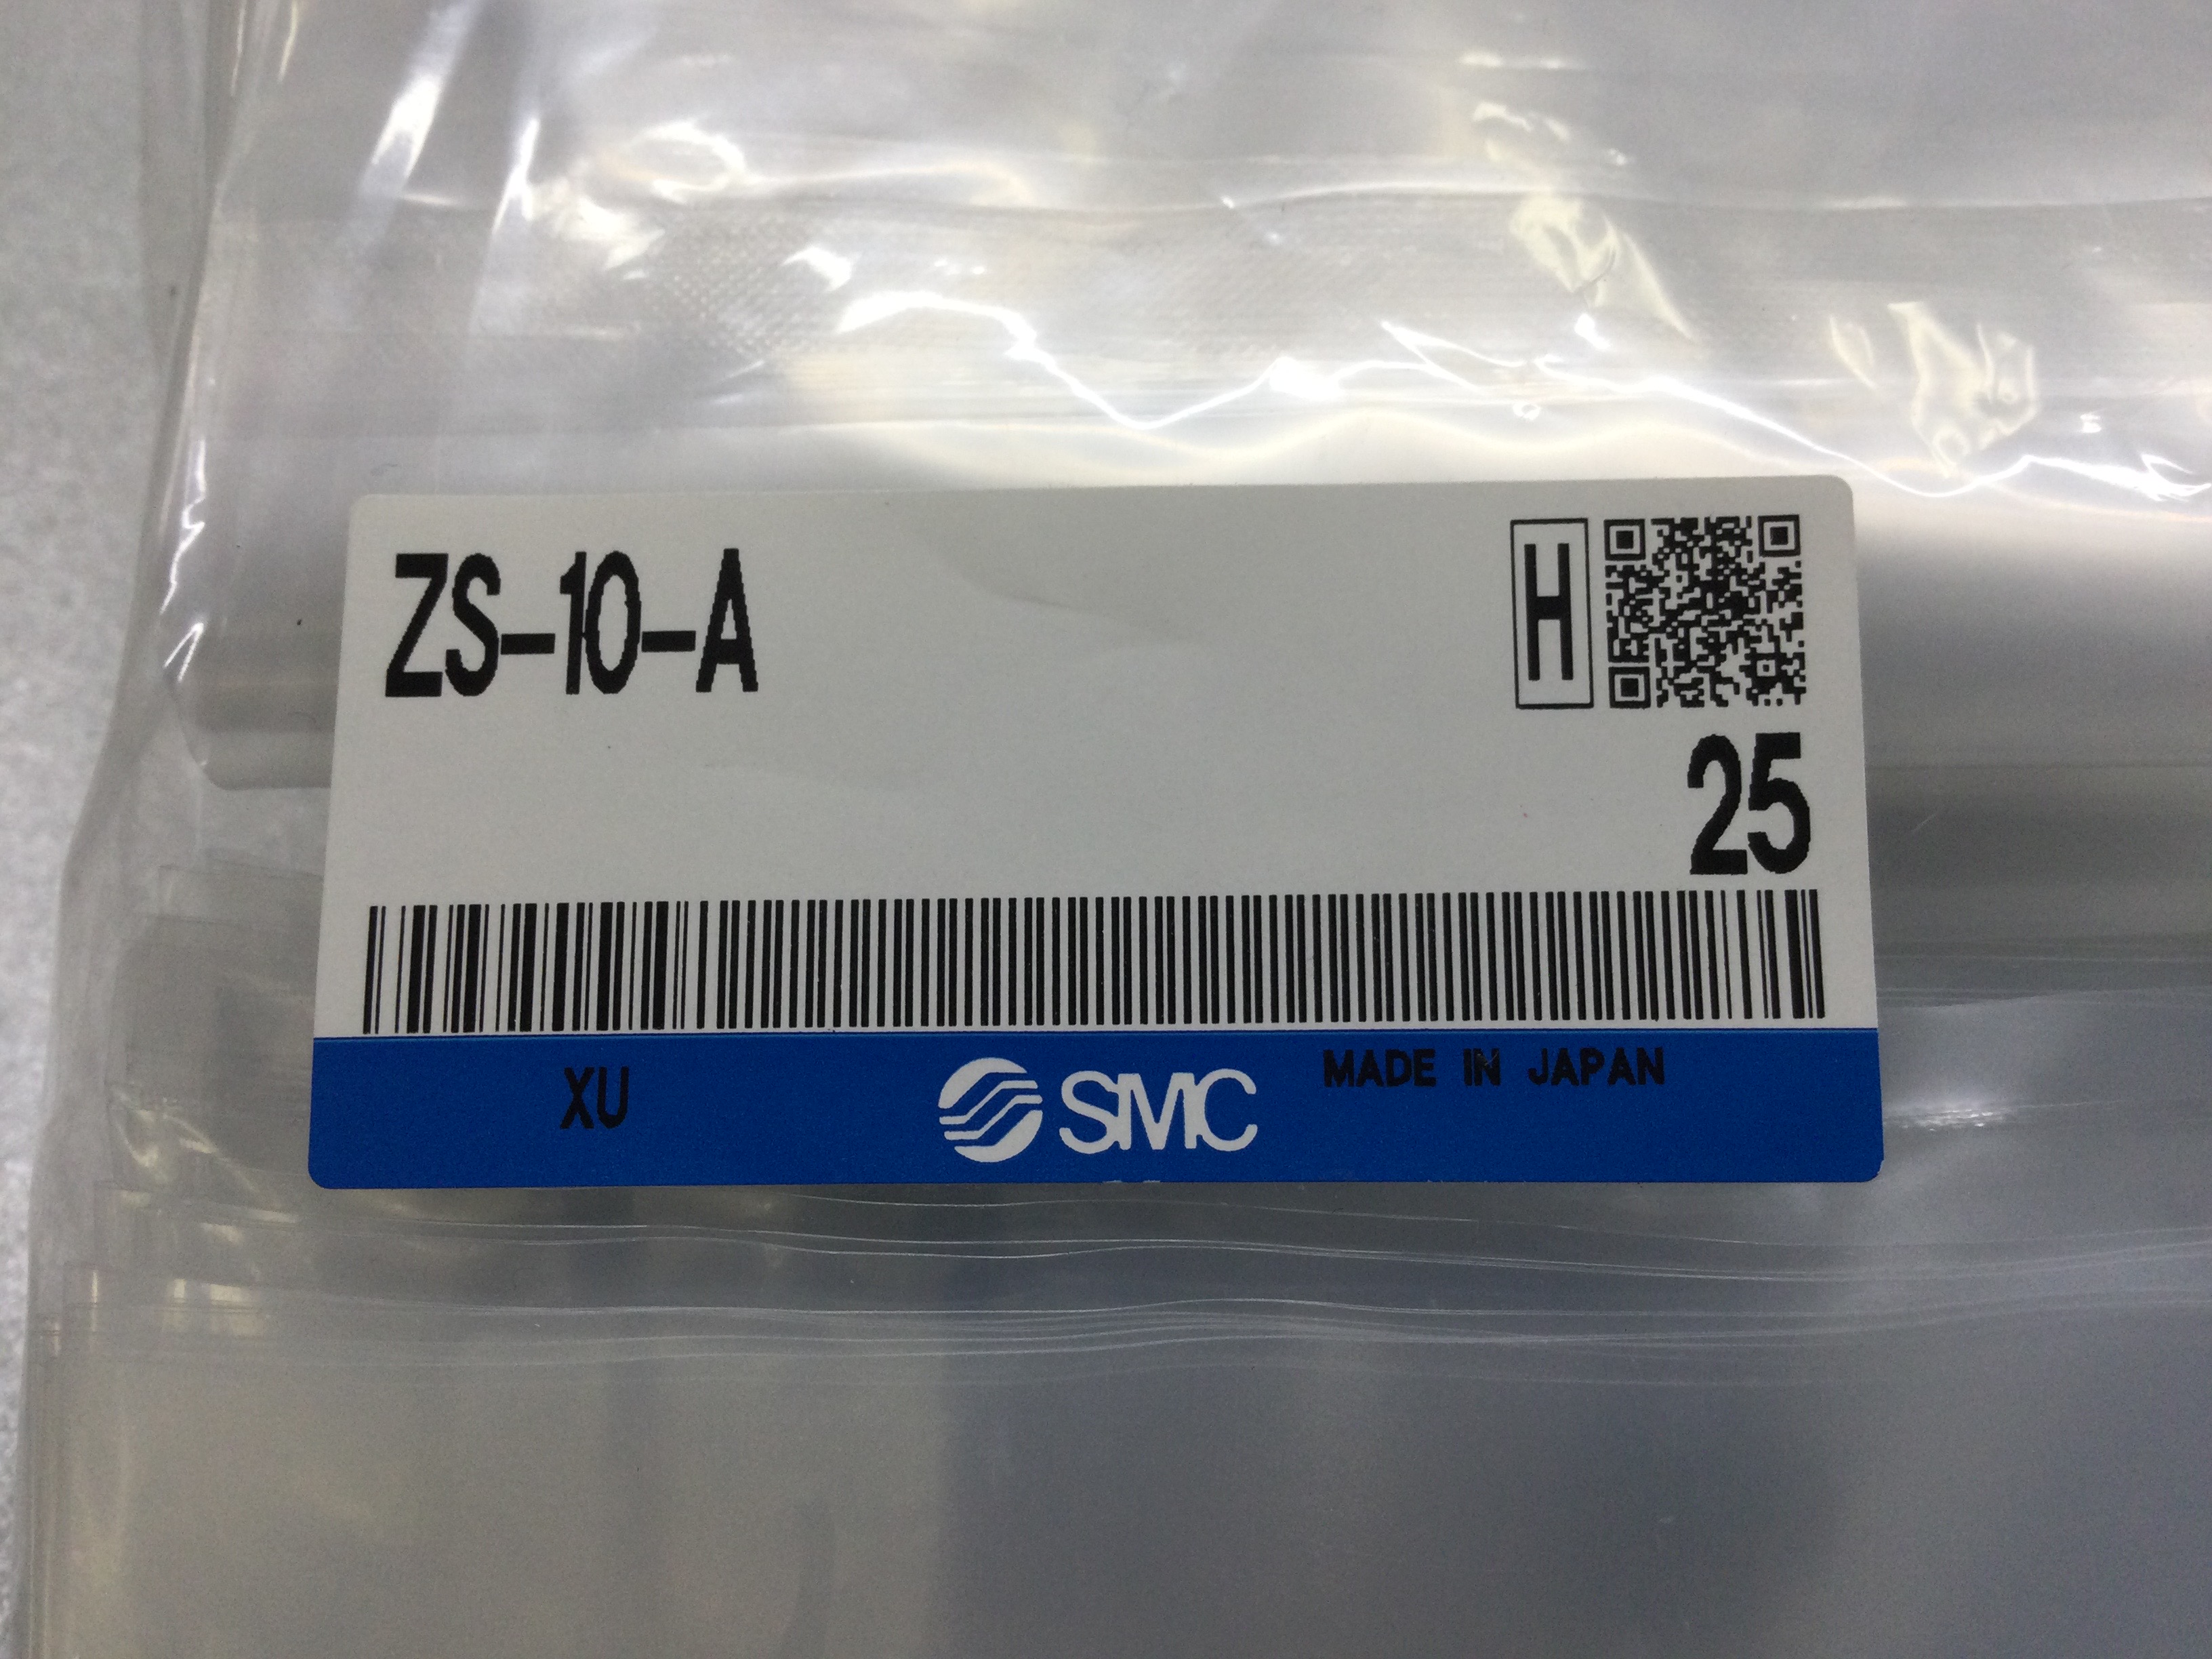 ZS-10-A
H
25
XU
SMC
MADE IN JAPAN